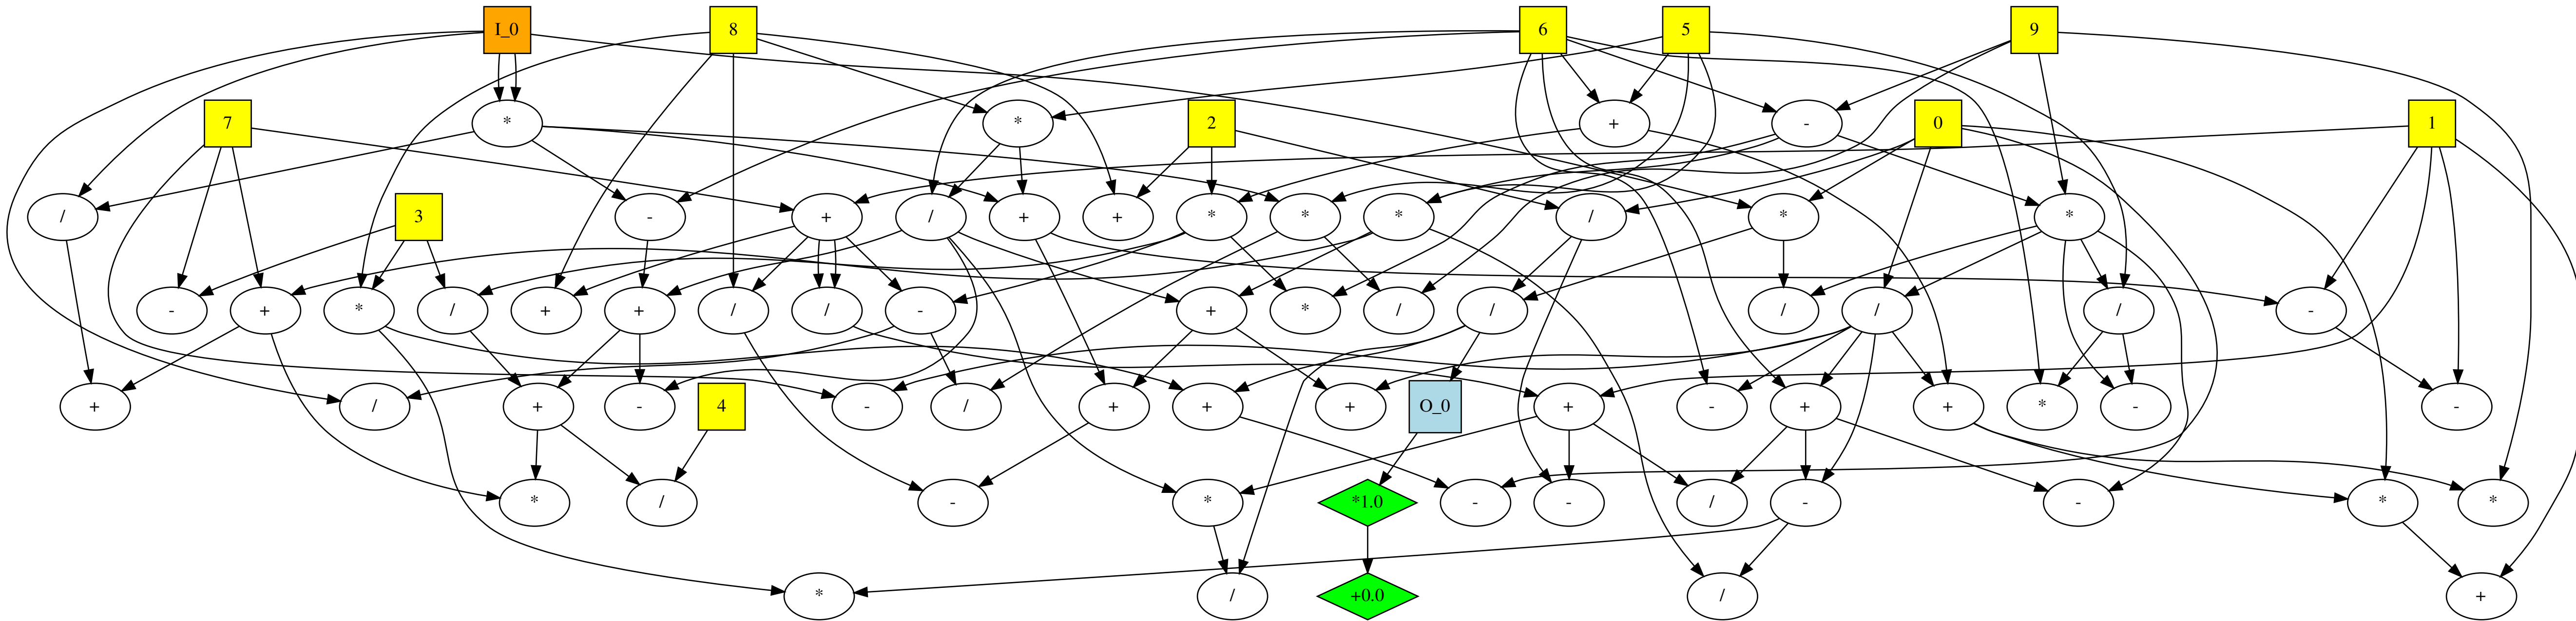 I_0 8 6 5 9
7 * * 2 + - 0 1
/ 3 - + / + + * * * / * *
- + * / + + / / - + * / / / / / -
+ / + - 4 - / + + + O_0 + - + + * - -
* / - * *1.0 - - / - - * *
* / +0.0 / +